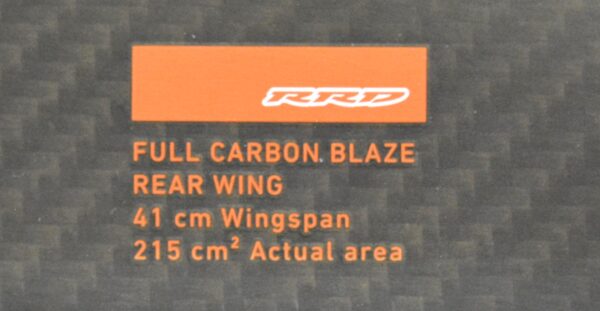 RRD
FULL CARBON BLAZE
REAR WING
41 cm Wingspan
215 cm² Actual area